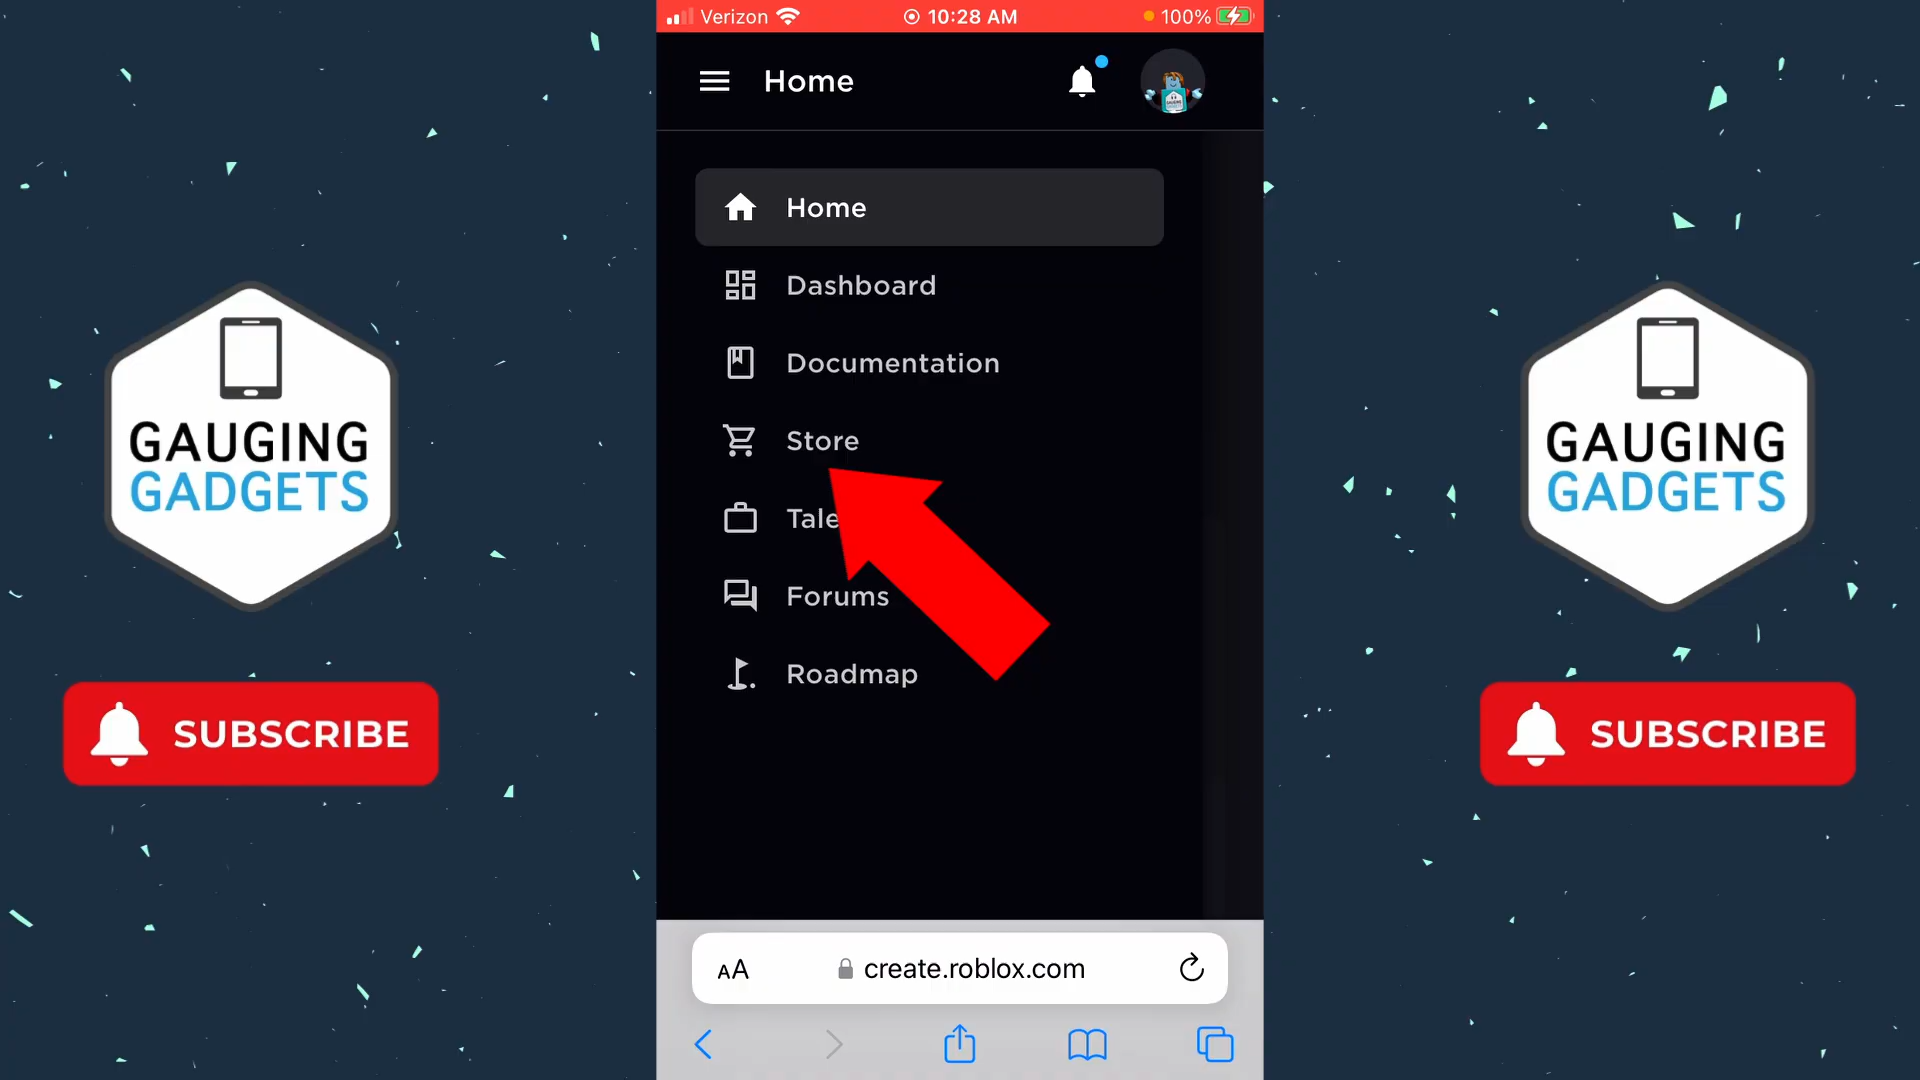 Verizon 10:28 AM 100%
Home
Home
Dashboard
Documentation
Store
Forums
Roadmap
AA create.roblox.com
GAUGING
GADGETS
SUBSCRIBE
GAUGING
GADGETS
SUBSCRIBE